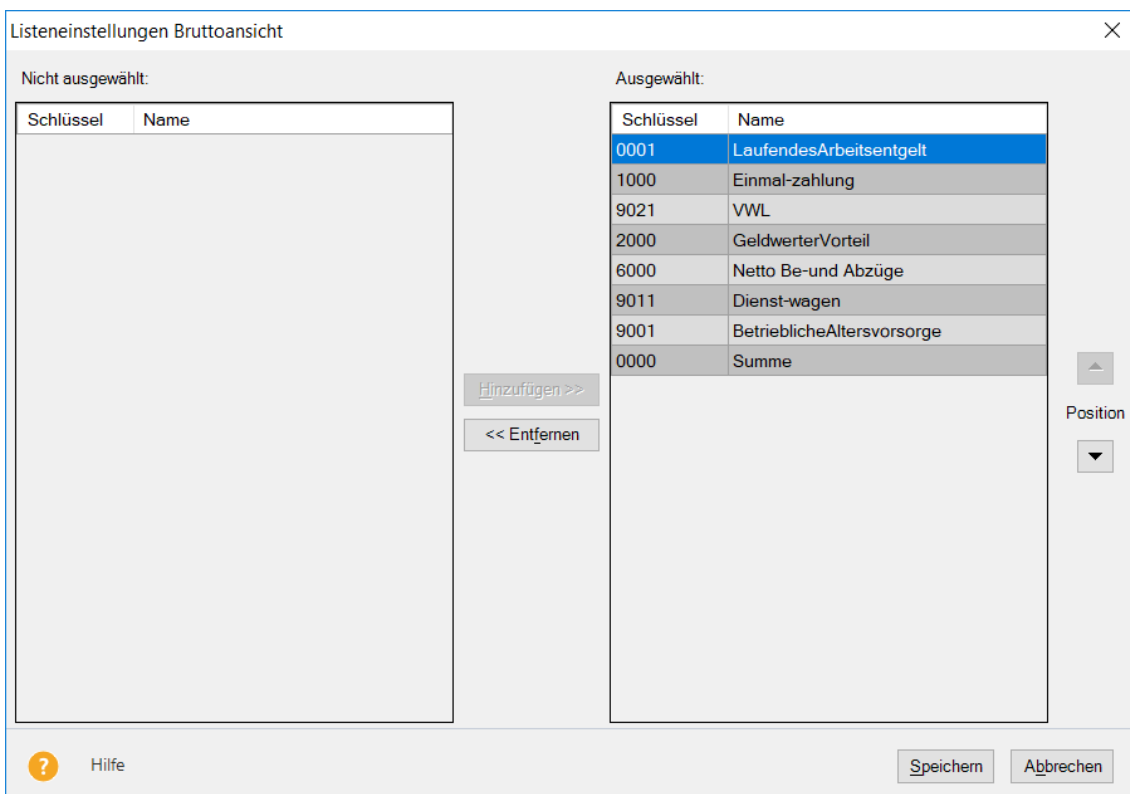 Listeneinstellungen Bruttoansicht
Nicht ausgewählt:
Schlüssel Name
Hinzufügen >>
<< Entfernen
Ausgewählt:
Schlüssel Name
0001 LaufendesArbeitsentgelt
1000 Einmal-zahlung
9021 VWL
2000 GeldwerterVorteil
6000 Netto Be-und Abzüge
9011 Dienst-wagen
9001 BetrieblicheAltersvorsorge
0000 Summe
Position
? Hilfe
Speichern Abbrechen